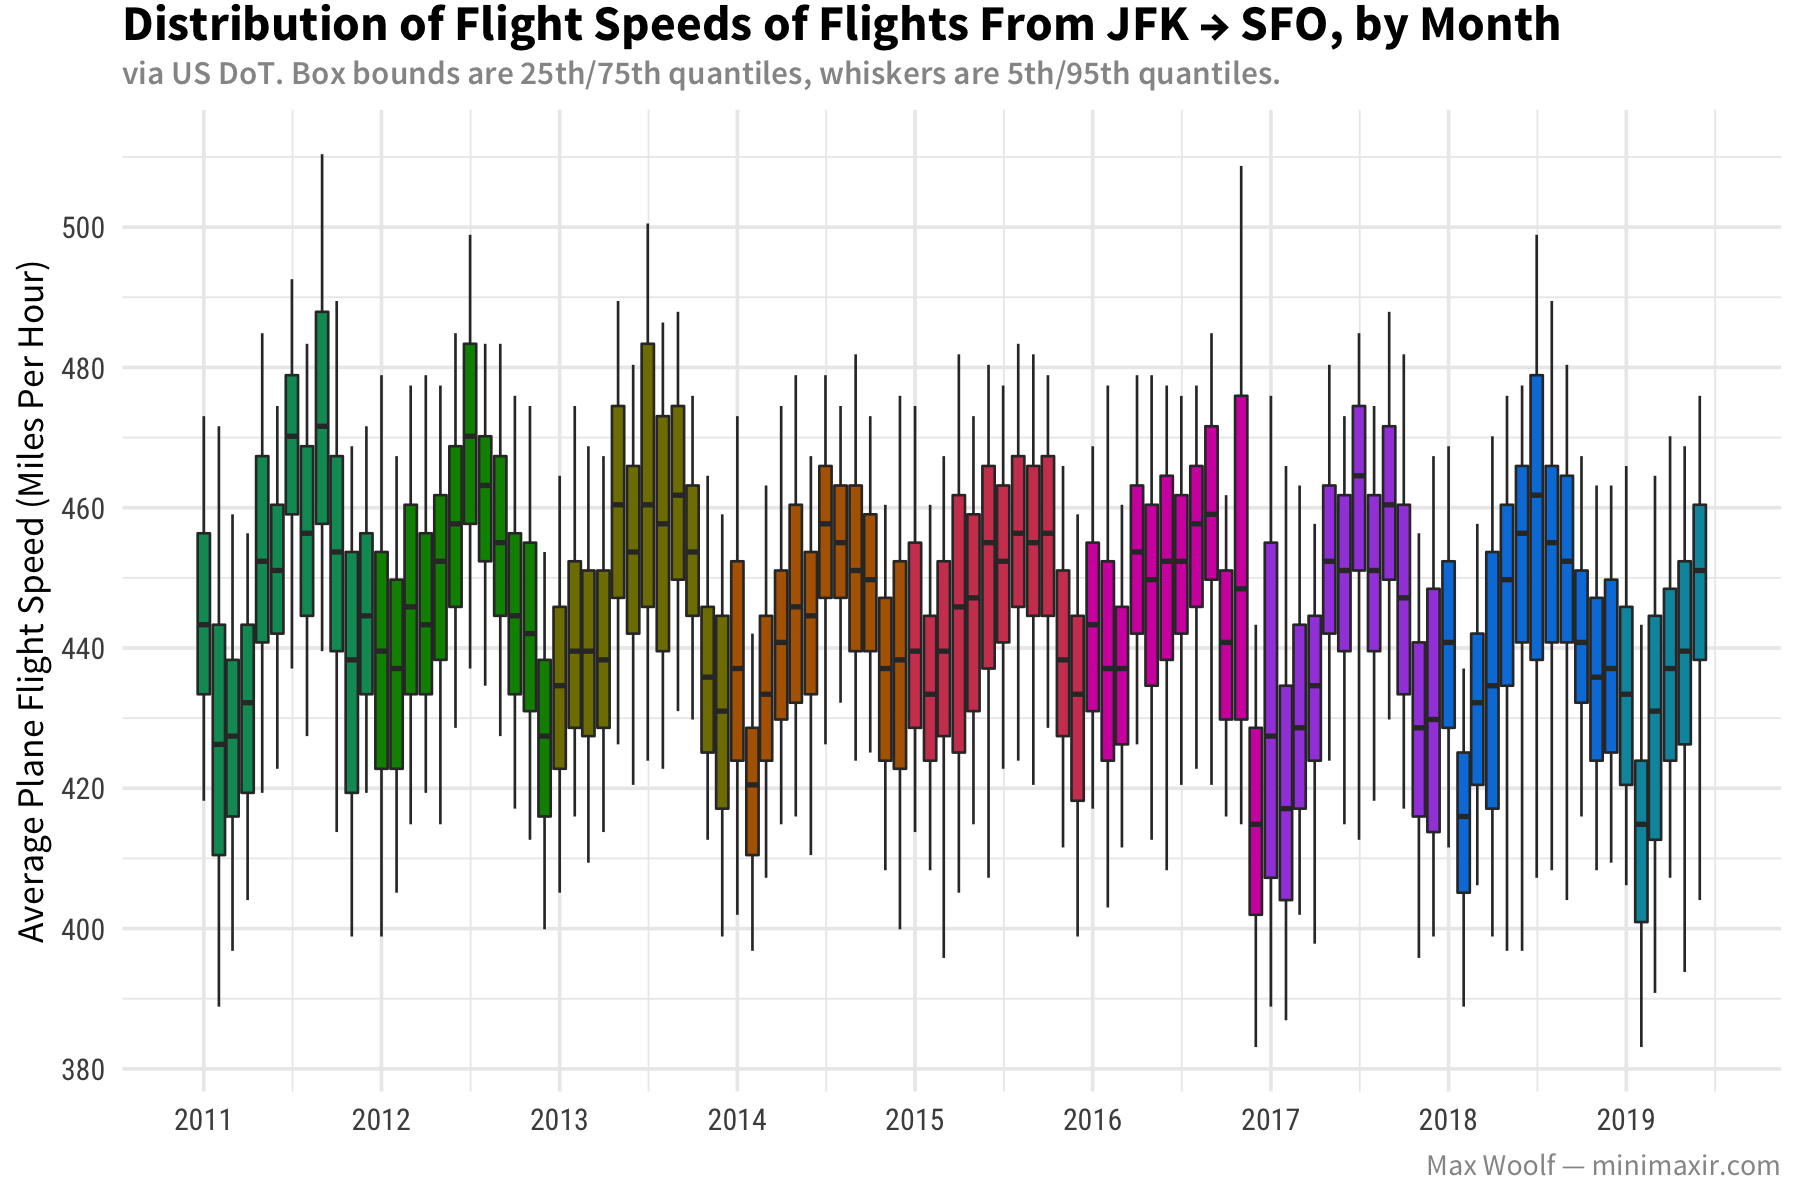 Distribution of Flight Speeds of Flights From JFK → SFO, by Month
via US DoT. Box bounds are 25th/75th quantiles, whiskers are 5th/95th quantiles.
Average Plane Flight Speed (Miles Per Hour)
500
480
460
440
420
400
380
2011 2012 2013 2014 2015 2016 2017 2018 2019
Max Woolf — minimaxir.com